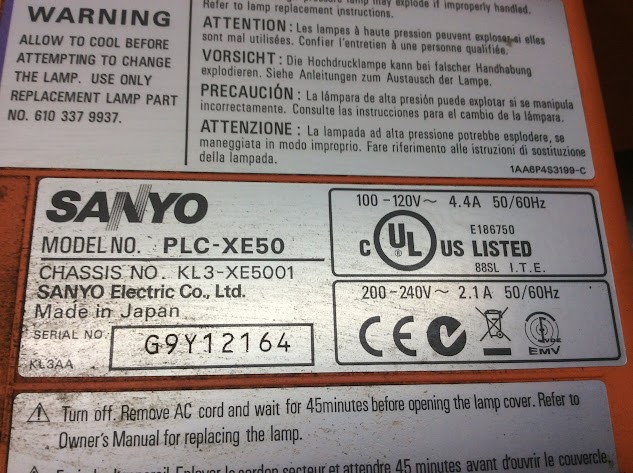 WARNING
ALLOW TO COOL BEFORE
ATTEMPTING TO CHANGE
THE LAMP. USE ONLY
REPLACEMENT LAMP PART
NO. 610 337 9937.
lamp may explode if improperly handled.
Refer to lamp replacement instructions.
ATTENTION : Les lampes à haute pression peuvent exploser si elles
sont mal utilisées. Confier l'entretien à une personne qualifiée.
VORSICHT : Die Hochdrucklampe kann bei falscher Handhabung
explodieren. Siehe Anleitungen zum Austausch der Lampe.
PRECAUCIÓN : La lámpara de alta presión puede explotar si se manipula
incorrectamente. Consulte las instrucciones para el cambio de la lámpara.
ATTENZIONE : La lampada ad alta pressione potrebbe esplodere, se
maneggiata in modo improprio. Fare riferimento alle istruzioni di sostituzione
della lampada.
1AA6P4S3199-C
SANYO
MODEL NO. PLC-XE50
CHASSIS NO. KL3-XE5001
SANYO Electric Co., Ltd.
Made in Japan
SERIAL NO. G9Y12164
KL3AA
100-120V~ 4.4A 50/60Hz
E186750
C UL US LISTED
88SL I.T.E.
200-240V~ 2.1A 50/60Hz
CE
VDE
EMV
Turn off, Remove AC cord and wait for 45minutes before opening the lamp cover. Refer to
Owner's Manual for replacing the lamp.
secteur et attendre 45 minutes avant d'ouvrir le couvercle.